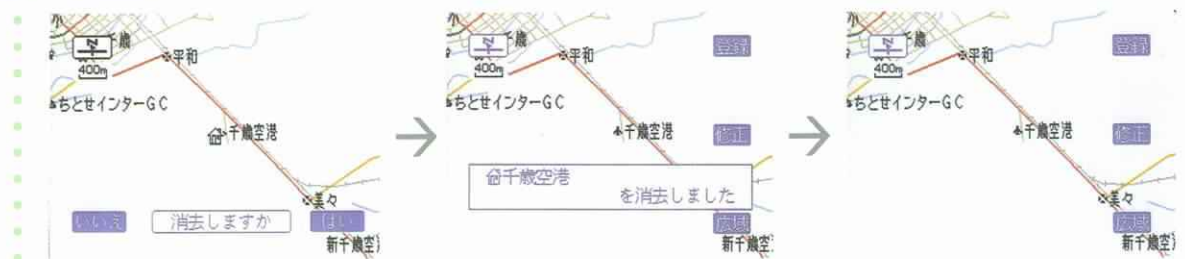 千歳
平和
400m
ちとせインターGC
千歳空港
美々
いいえ
消去しますか
はい
新千歳空
千歳
平和
登録
400m
ちとせインターGC
千歳空港
修正
千歳空港
を消去しました
広域
新千歳空
千歳
平和
登録
400m
ちとせインターGC
千歳空港
修正
美々
広域
新千歳空